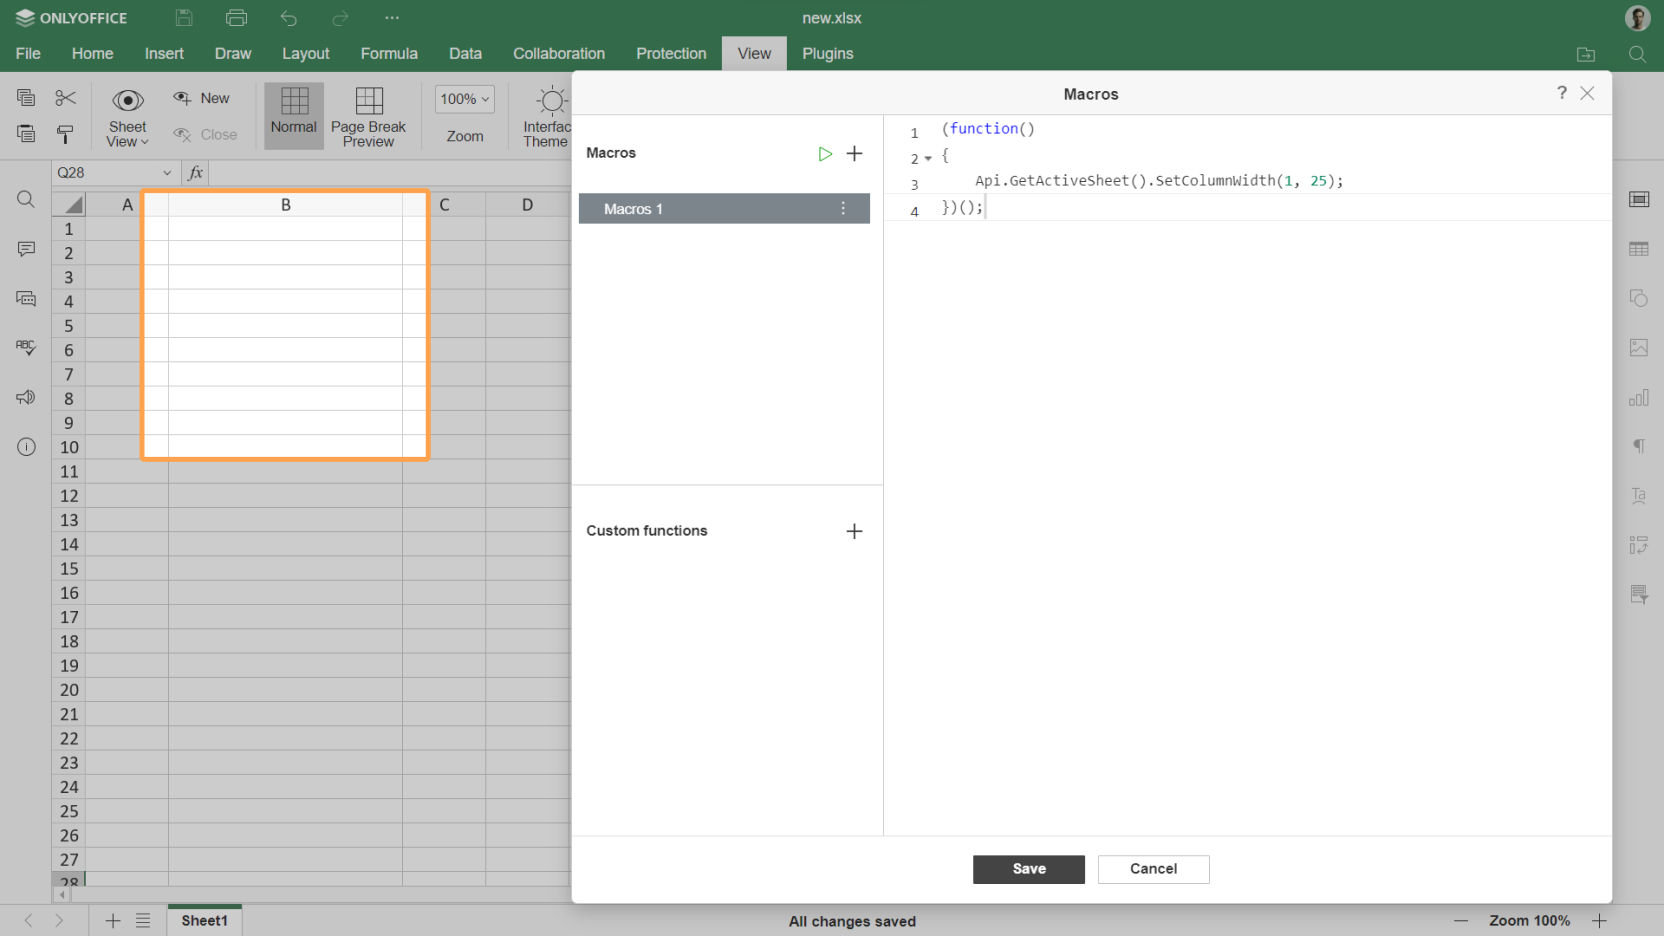 ONLYOFFICE
...
new.xlsx
File Home Insert Draw Layout Formula Data Collaboration Protection View Plugins
New
Close
Sheet
View
Normal
Page Break
Preview
100%
Zoom
Interfac
Theme
Q28
fx
A B C D
1
2
3
4
5
6
7
8
9
10
11
12
13
14
15
16
17
18
19
20
21
22
23
24
25
26
27
28
ABC
Macros
?
Macros
Macros 1
Custom functions
1 (function()
2 {
3 Api.GetActiveSheet().SetColumnWidth(1, 25);
4 })();
Save
Cancel
Ta
Sheet1
All changes saved
Zoom 100%